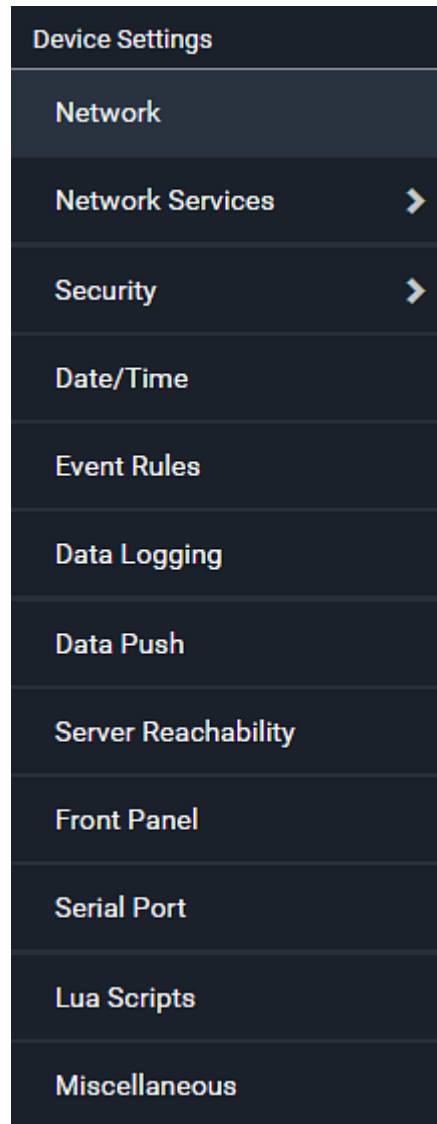 Device Settings
Network
Network Services
Security
Date/Time
Event Rules
Data Logging
Data Push
Server Reachability
Front Panel
Serial Port
Lua Scripts
Miscellaneous